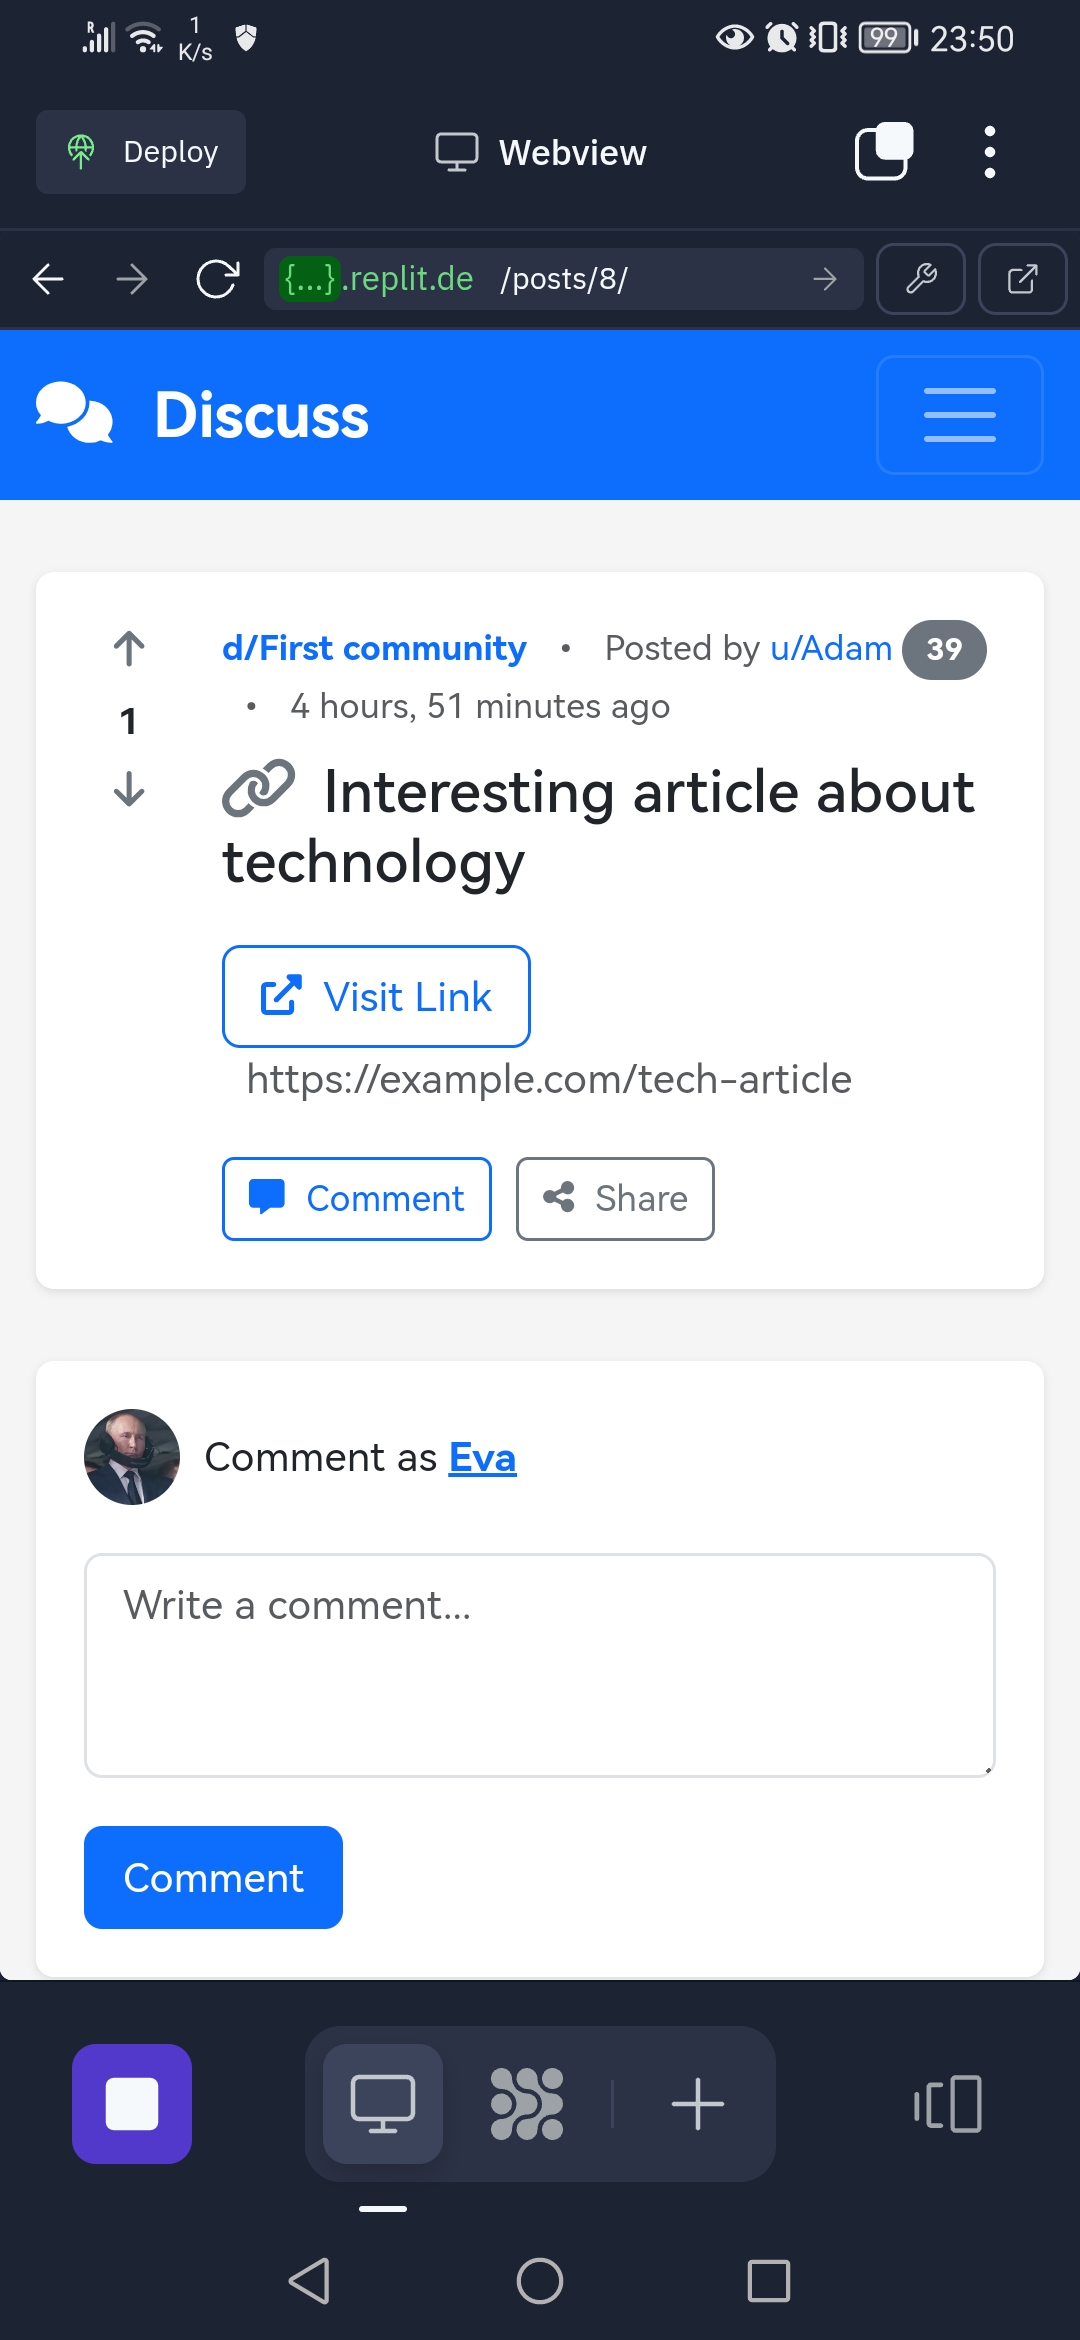 R
1
K/s
99
23:50
Deploy
Webview
{...}.replit.de /posts/8/
Discuss
d/First community • Posted by u/Adam 39
• 4 hours, 51 minutes ago
1
Interesting article about
technology
Visit Link
https://example.com/tech-article
Comment
Share
Comment as Eva
Write a comment...
Comment